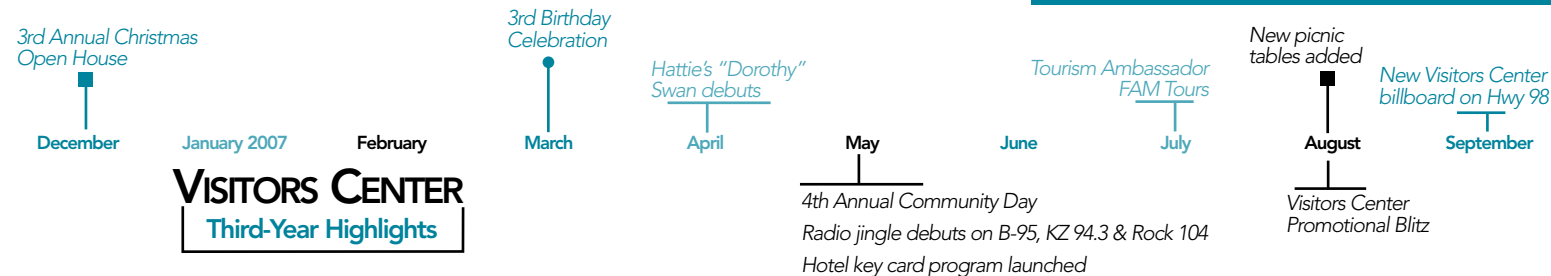 3rd Annual Christmas
Open House
3rd Birthday
Celebration
Hattie's “Dorothy”
Swan debuts
Tourism Ambassador
FAM Tours
New picnic
tables added
New Visitors Center
billboard on Hwy 98
December January 2007 February March April May June July August September
VISITORS CENTER
Third-Year Highlights
4th Annual Community Day
Radio jingle debuts on B-95, KZ 94.3 & Rock 104
Hotel key card program launched
Visitors Center
Promotional Blitz